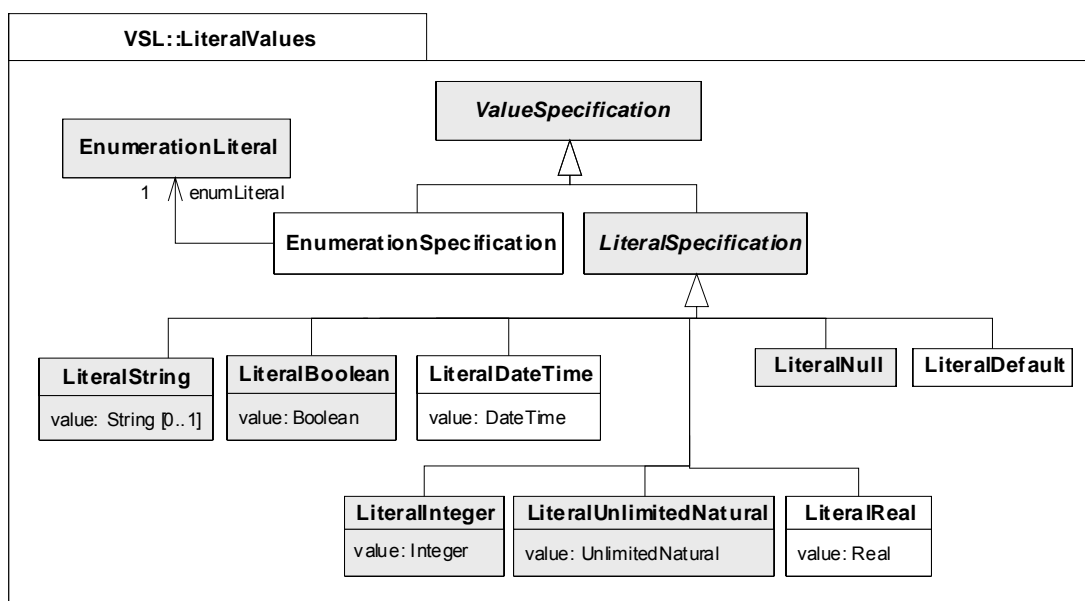 VSL::LiteralValues
ValueSpecification
EnumerationLiteral
1 enumLiteral
EnumerationSpecification
LiteralSpecification
LiteralString
value: String [0..1]
LiteralBoolean
value: Boolean
LiteralDateTime
value: DateTime
LiteralNull
LiteralDefault
LiteralInteger
value: Integer
LiteralUnlimitedNatural
value: UnlimitedNatural
LiteralReal
value: Real